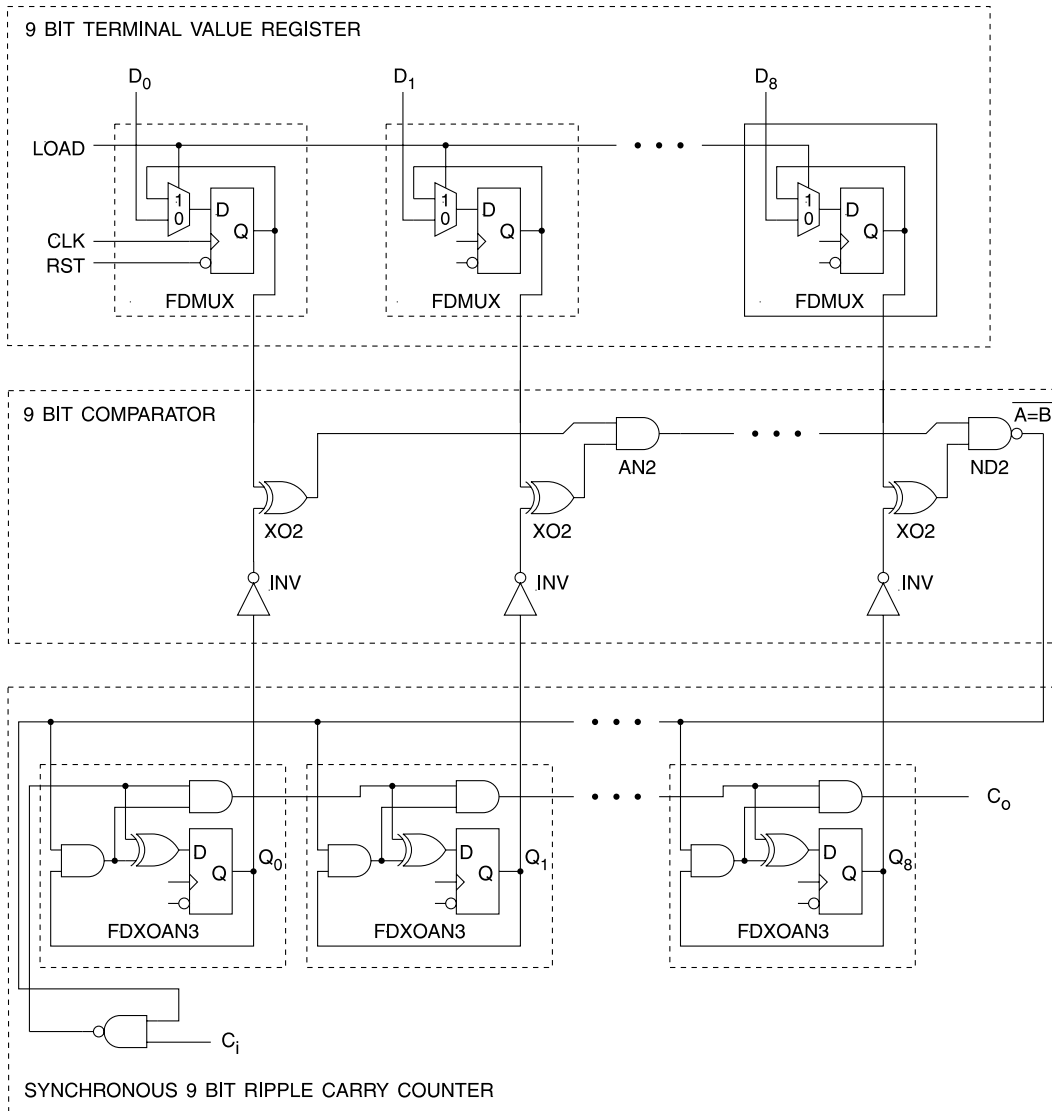 9 BIT TERMINAL VALUE REGISTER
D0 D1 D8
LOAD
1 1 1
0 0 0
D D D
Q Q Q
CLK
RST
FDMUX FDMUX FDMUX
9 BIT COMPARATOR
A=B
AN2 ND2
XO2 XO2 XO2
INV INV INV
Co
D Q0 D Q1 D Q8
Q Q Q
FDXOAN3 FDXOAN3 FDXOAN3
Ci
SYNCHRONOUS 9 BIT RIPPLE CARRY COUNTER